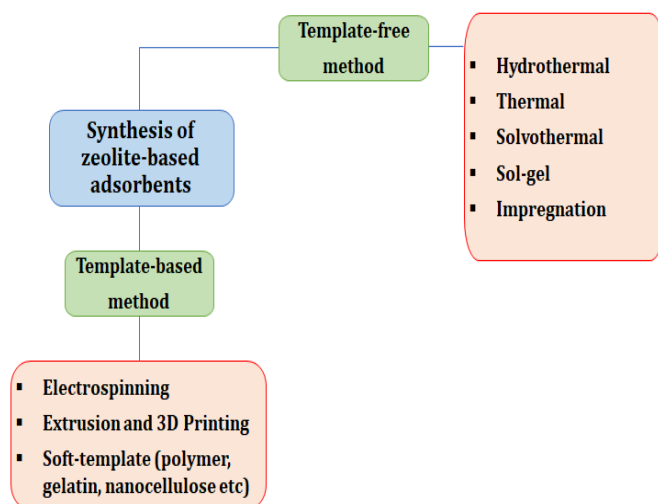 Template-free
method
▪ Hydrothermal
▪ Thermal
▪ Solvothermal
▪ Sol-gel
▪ Impregnation
Synthesis of
zeolite-based
adsorbents
Template-based
method
▪ Electrospinning
▪ Extrusion and 3D Printing
▪ Soft-template (polymer,
gelatin, nanocellulose etc)